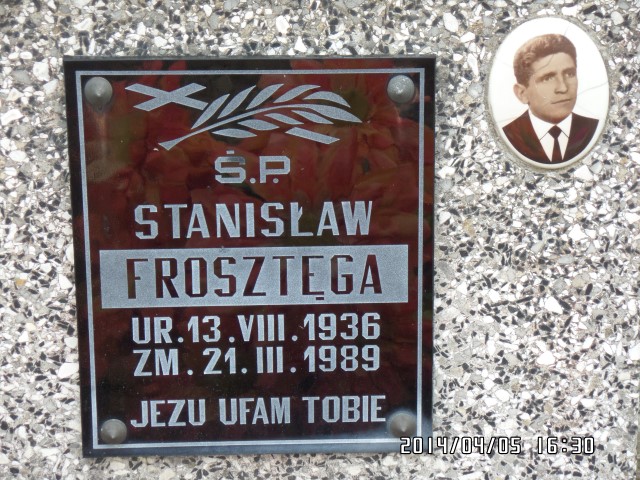 Ś.P.
STANISŁAW
FROSZTĘGA
UR. 13. VIII. 1936
ZM. 21. III. 1989
JEZU UFAM TOBIE
2014/04/05 16:30